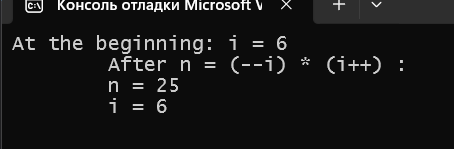 Консоль отладки Microsoft V
At the beginning: i = 6
After n = (--i) * (i++) :
n = 25
i = 6